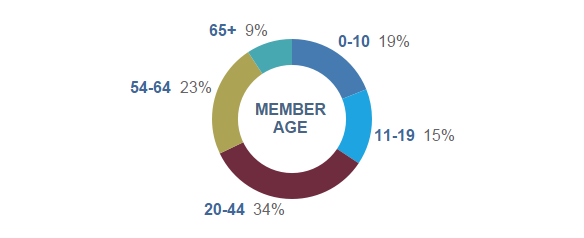 65+ 9%
0-10 19%
54-64 23%
MEMBER
AGE
11-19 15%
20-44 34%